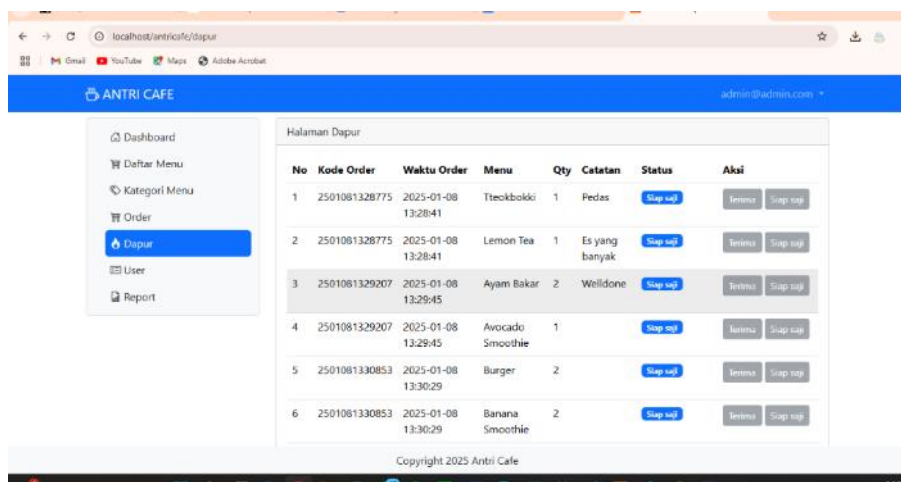 localhost/antricafe/dapur
Gmail YouTube Maps Adobe Acrobat
ANTRI CAFE admin@admin.com
Dashboard
Daftar Menu
Kategori Menu
Order
Dapur
User
Report
Halaman Dapur
No Kode Order Waktu Order Menu Qty Catatan Status Aksi
1 2501081328775 2025-01-08 Tteokbokki 1 Pedas Siap saji Terima Siap saji
13:28:41
2 2501081328775 2025-01-08 Lemon Tea 1 Es yang Siap saji Terima Siap saji
13:28:41 banyak
3 2501081329207 2025-01-08 Ayam Bakar 2 Welldone Siap saji Terima Siap saji
13:29:45
4 2501081329207 2025-01-08 Avocado 1 Siap saji Terima Siap saji
13:29:45 Smoothie
5 2501081330853 2025-01-08 Burger 2 Siap saji Terima Siap saji
13:30:29
6 2501081330853 2025-01-08 Banana 2 Siap saji Terima Siap saji
13:30:29 Smoothie
Copyright 2025 Antri Cafe